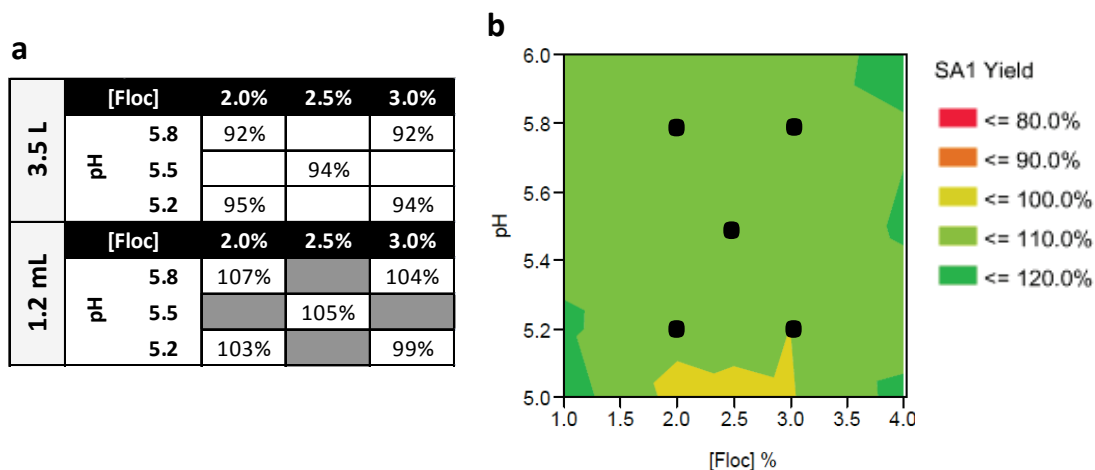 a
3.5 L
[Floc] 2.0% 2.5% 3.0%
pH
5.8 92% 92%
5.5 94%
5.2 95% 94%
1.2 mL
[Floc] 2.0% 2.5% 3.0%
pH
5.8 107% 104%
5.5 105%
5.2 103% 99%
b
6.0
5.8
5.6
5.4
5.2
5.0
pH
1.0 1.5 2.0 2.5 3.0 3.5 4.0
[Floc] %
SA1 Yield
<= 80.0%
<= 90.0%
<= 100.0%
<= 110.0%
<= 120.0%